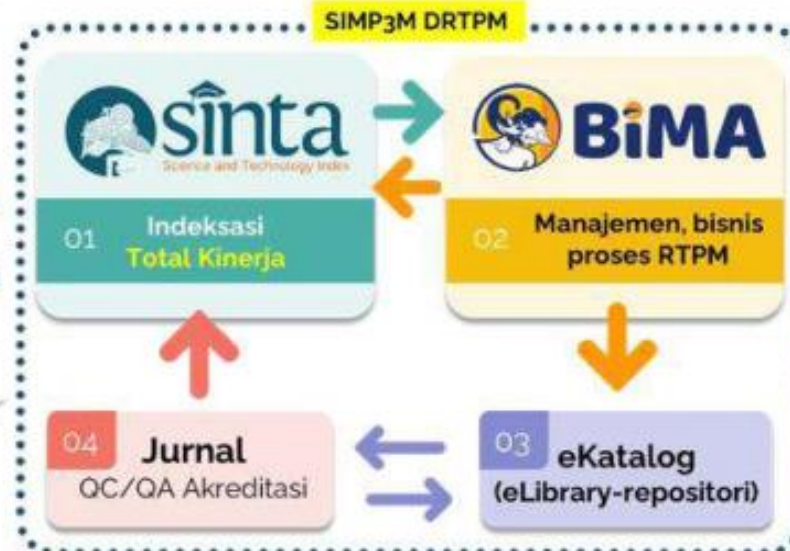 SIMP3M DRTPM
sinta
Science and Technology Index
BiMA
01
Indeksasi
Total Kinerja
02
Manajemen, bisnis
proses RTPM
04
Jurnal
QC/QA Akreditasi
03
eKatalog
(eLibrary-repositori)